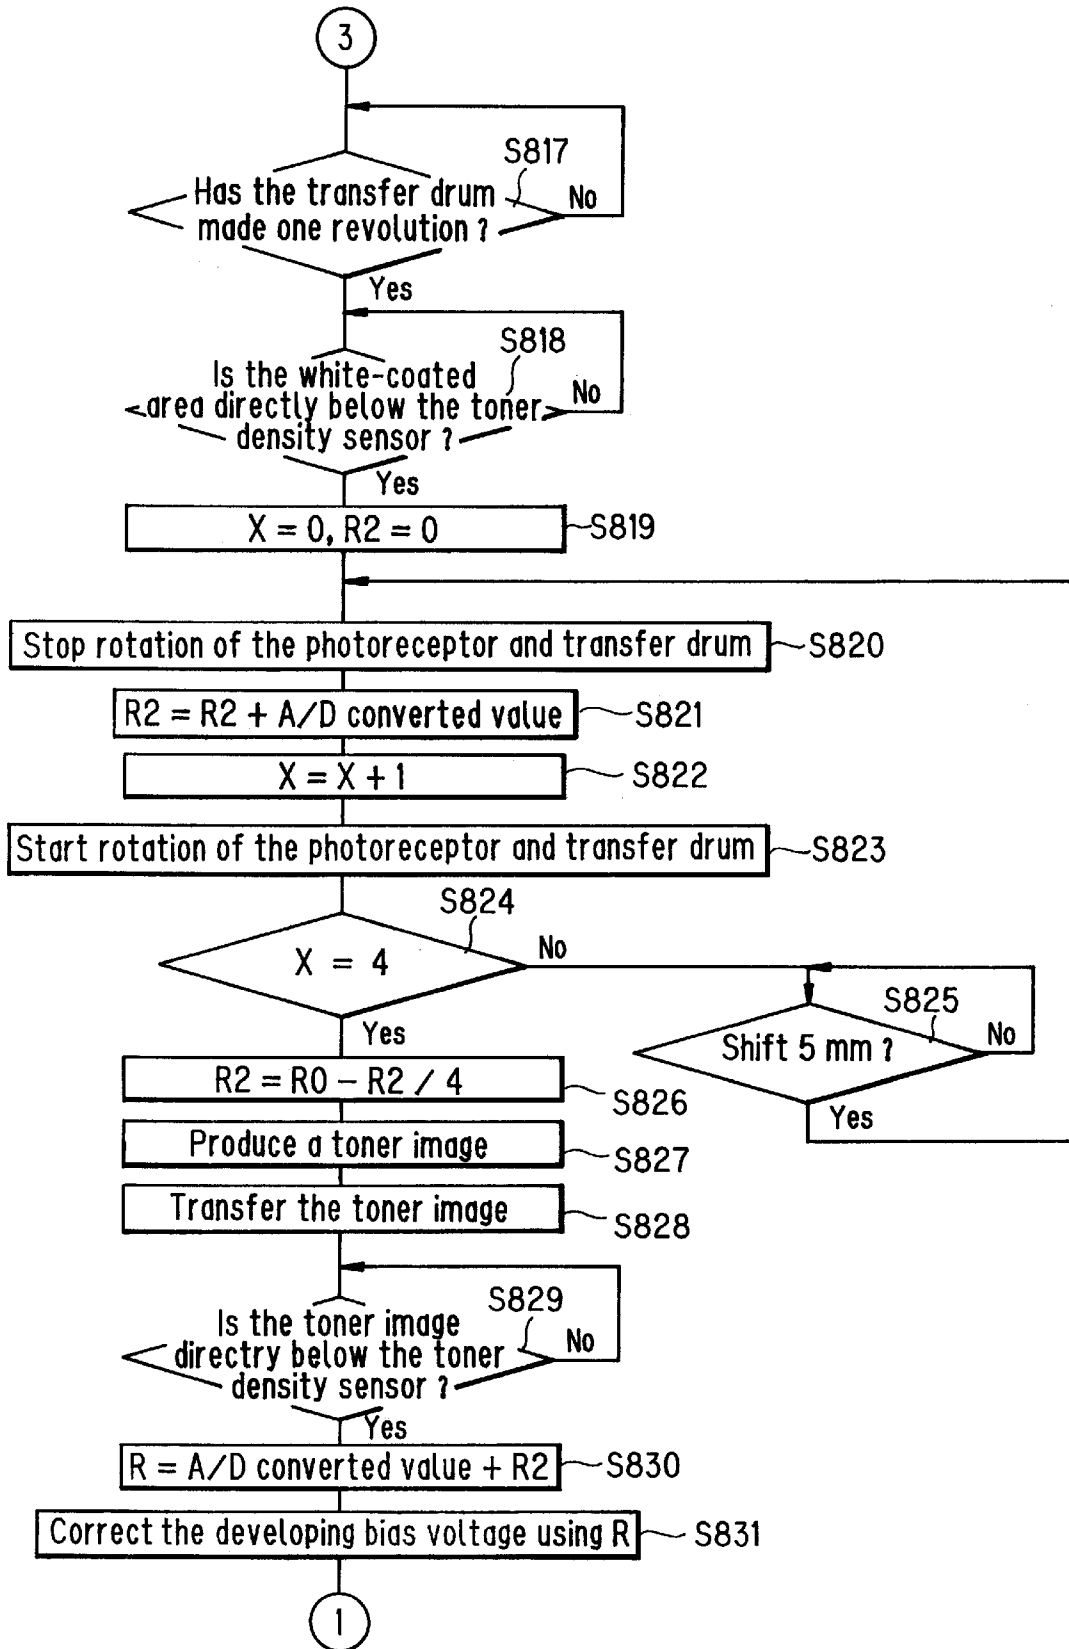 3
S817
Has the transfer drum
made one revolution ?
No
Yes
S818
Is the white-coated
area directly below the toner
density sensor ?
No
Yes
X = 0, R2 = 0
S819
Stop rotation of the photoreceptor and transfer drum
S820
R2 = R2 + A/D converted value
S821
X = X + 1
S822
Start rotation of the photoreceptor and transfer drum
S823
S824
X = 4
No
Yes
S825
Shift 5 mm ?
No
Yes
R2 = R0 – R2 / 4
S826
Produce a toner image
S827
Transfer the toner image
S828
S829
Is the toner image
directry below the toner
density sensor ?
No
Yes
R = A/D converted value + R2
S830
Correct the developing bias voltage using R
S831
1